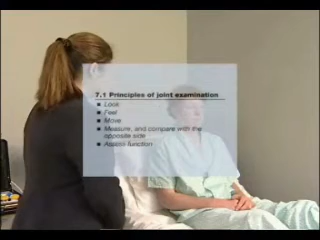 7.1 Principles of joint examination
Look
Feel
Move
Measure, and compare with the
opposite side
Assess function